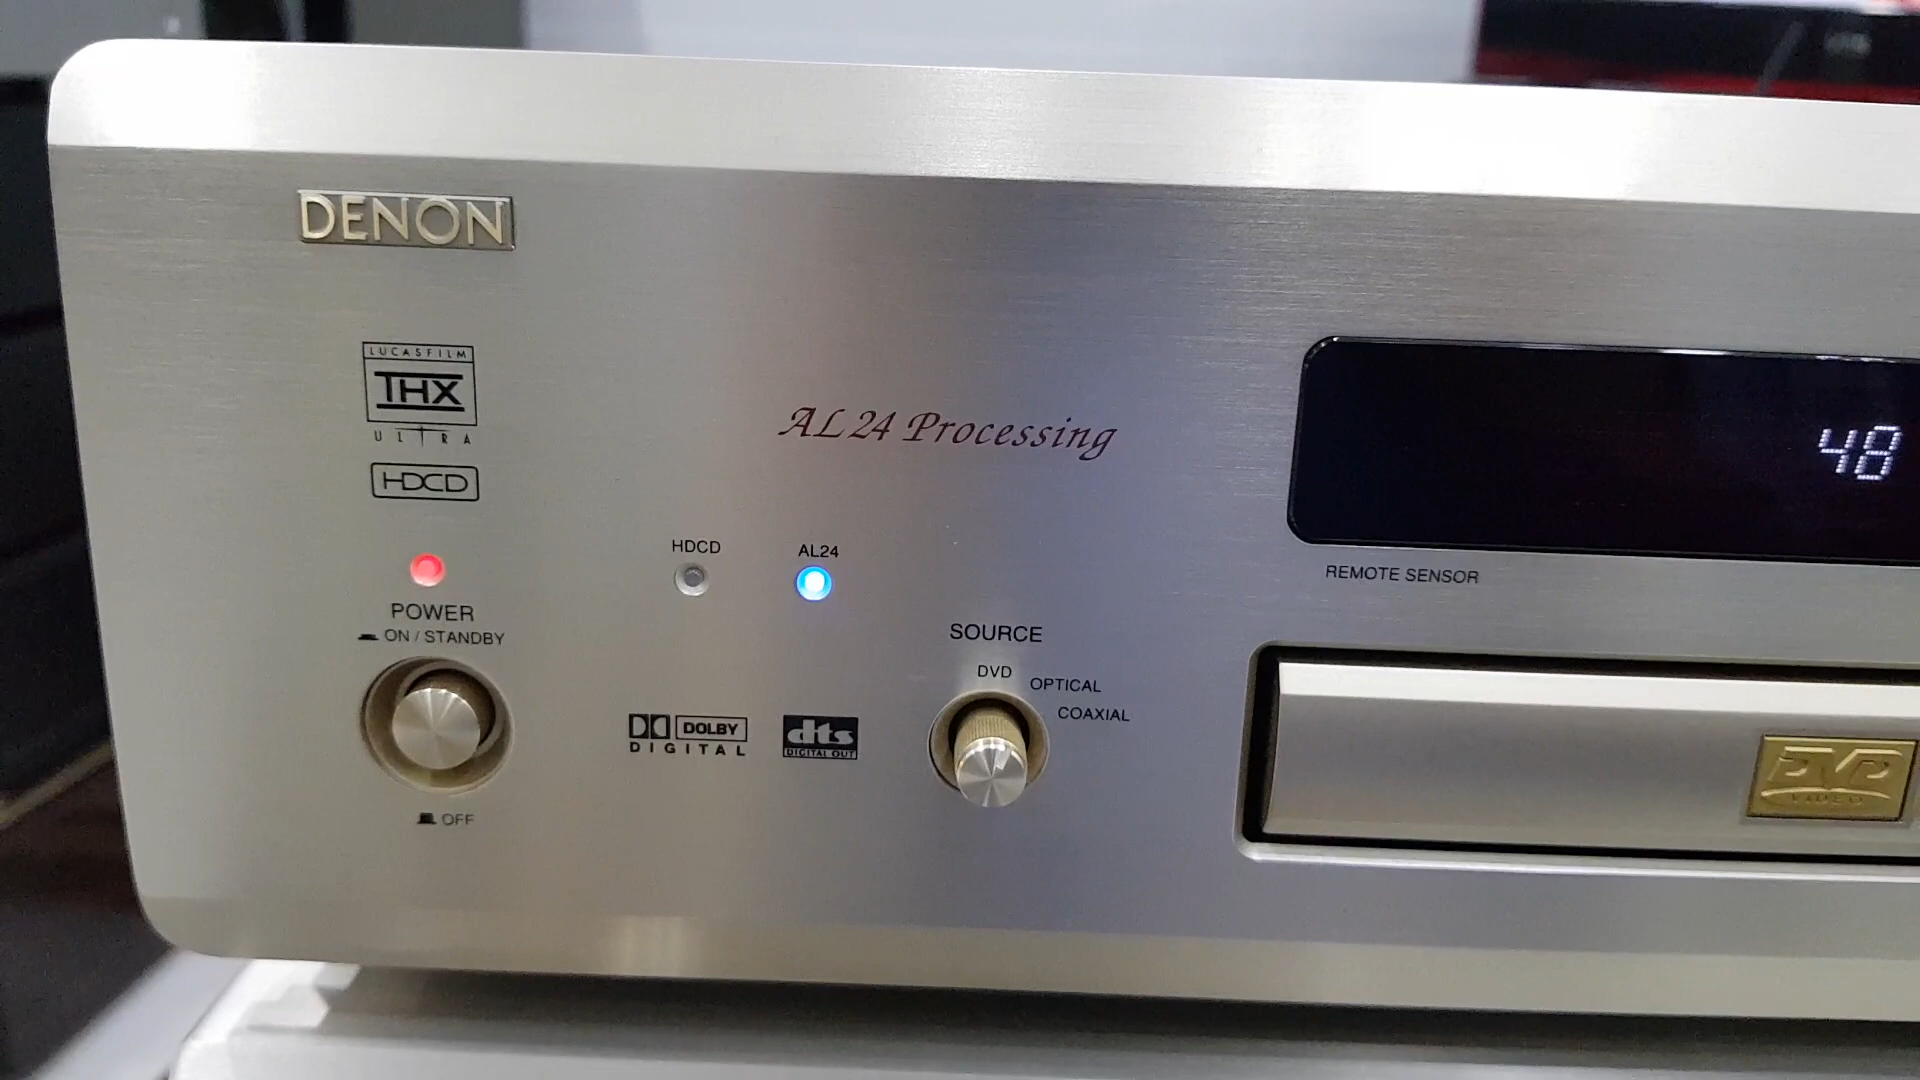 DENON
LUCASFILM
THX
ULTRA
HDCD
AL24 Processing
48
HDCD
AL24
REMOTE SENSOR
POWER
ON / STANDBY
OFF
DOLBY
DIGITAL
dts
DIGITAL OUT
SOURCE
DVD
OPTICAL
COAXIAL
DVD
VIDEO